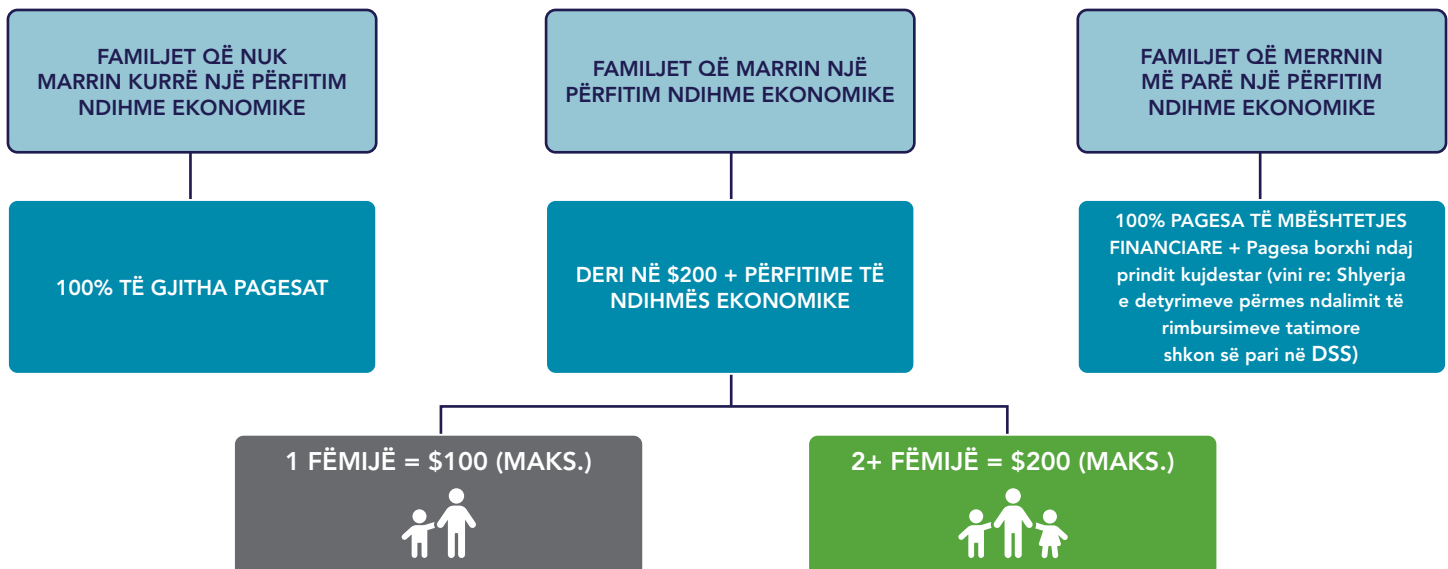 FAMILJET QË NUK
MARRIN KURRË NJË PËRFITIM
NDIHME EKONOMIKE
FAMILJET QË MARRIN NJË
PËRFITIM NDIHME EKONOMIKE
FAMILJET QË MERRNIN
MË PARË NJË PËRFITIM
NDIHME EKONOMIKE
100% TË GJITHA PAGESAT
DERI NË $200 + PËRFITIME TË
NDIHMËS EKONOMIKE
100% PAGESA TË MBËSHTETJES
FINANCIARE + Pagesa borxhi ndaj
prindit kujdestar (vini re: Shlyerja
e detyrimeve përmes ndalimit të
rimbursimeve tatimore
shkon së pari në DSS)
1 FËMIJË = $100 (MAKS.)
2+ FËMIJË = $200 (MAKS.)